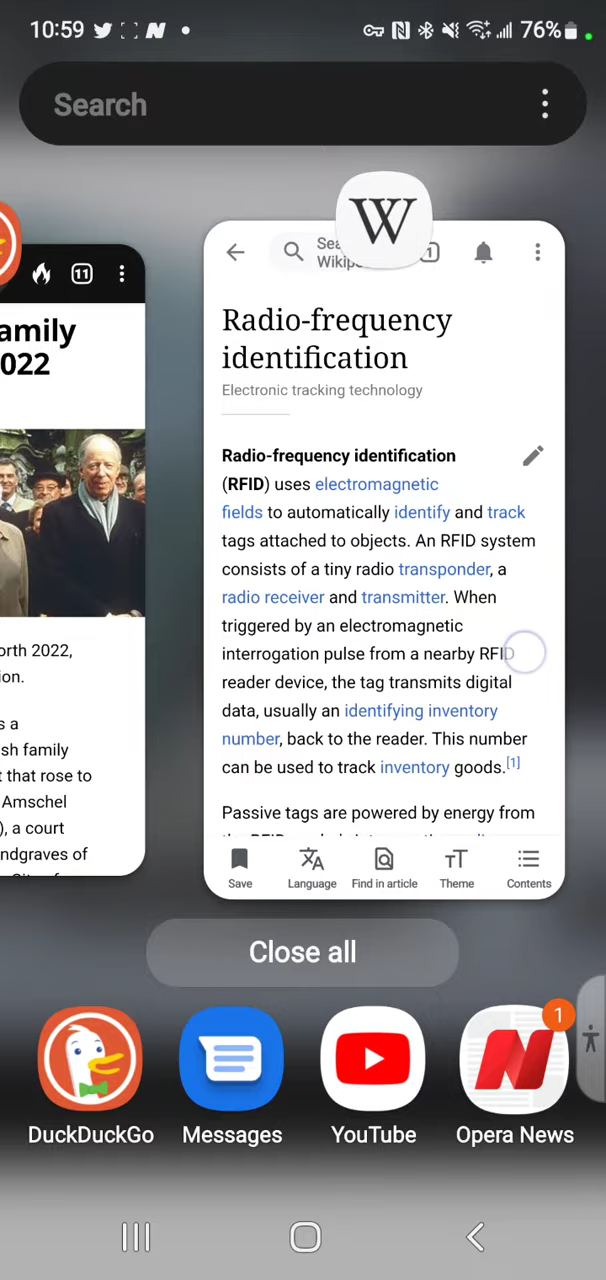 10:59
76%
Search
11
amily
022
orth 2022,
ion.
s a
sh family
t that rose to
Amschel
), a court
ndgraves of
W
Sea
Wikip
1
Radio-frequency
identification
Electronic tracking technology
Radio-frequency identification
(RFID) uses electromagnetic
fields to automatically identify and track
tags attached to objects. An RFID system
consists of a tiny radio transponder, a
radio receiver and transmitter. When
triggered by an electromagnetic
interrogation pulse from a nearby RFID
reader device, the tag transmits digital
data, usually an identifying inventory
number, back to the reader. This number
can be used to track inventory goods.[1]
Passive tags are powered by energy from
Save
Language
Find in article
Theme
Contents
Close all
1
DuckDuckGo
Messages
YouTube
Opera News